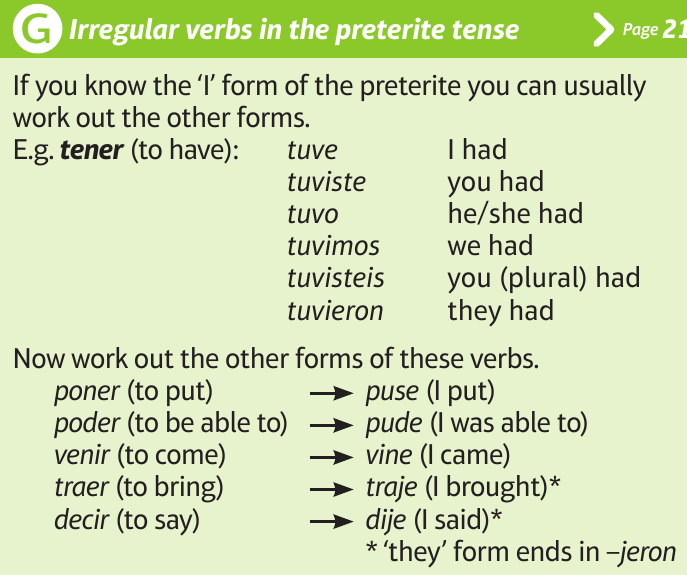 G Irregular verbs in the preterite tense Page 21
If you know the ‘I’ form of the preterite you can usually
work out the other forms.
E.g. tener (to have): tuve I had
tuviste you had
tuvo he/she had
tuvimos we had
tuvisteis you (plural) had
tuvieron they had
Now work out the other forms of these verbs.
poner (to put) → puse (I put)
poder (to be able to) → pude (I was able to)
venir (to come) → vine (I came)
traer (to bring) → traje (I brought)*
decir (to say) → dije (I said)*
* ‘they’ form ends in –jeron